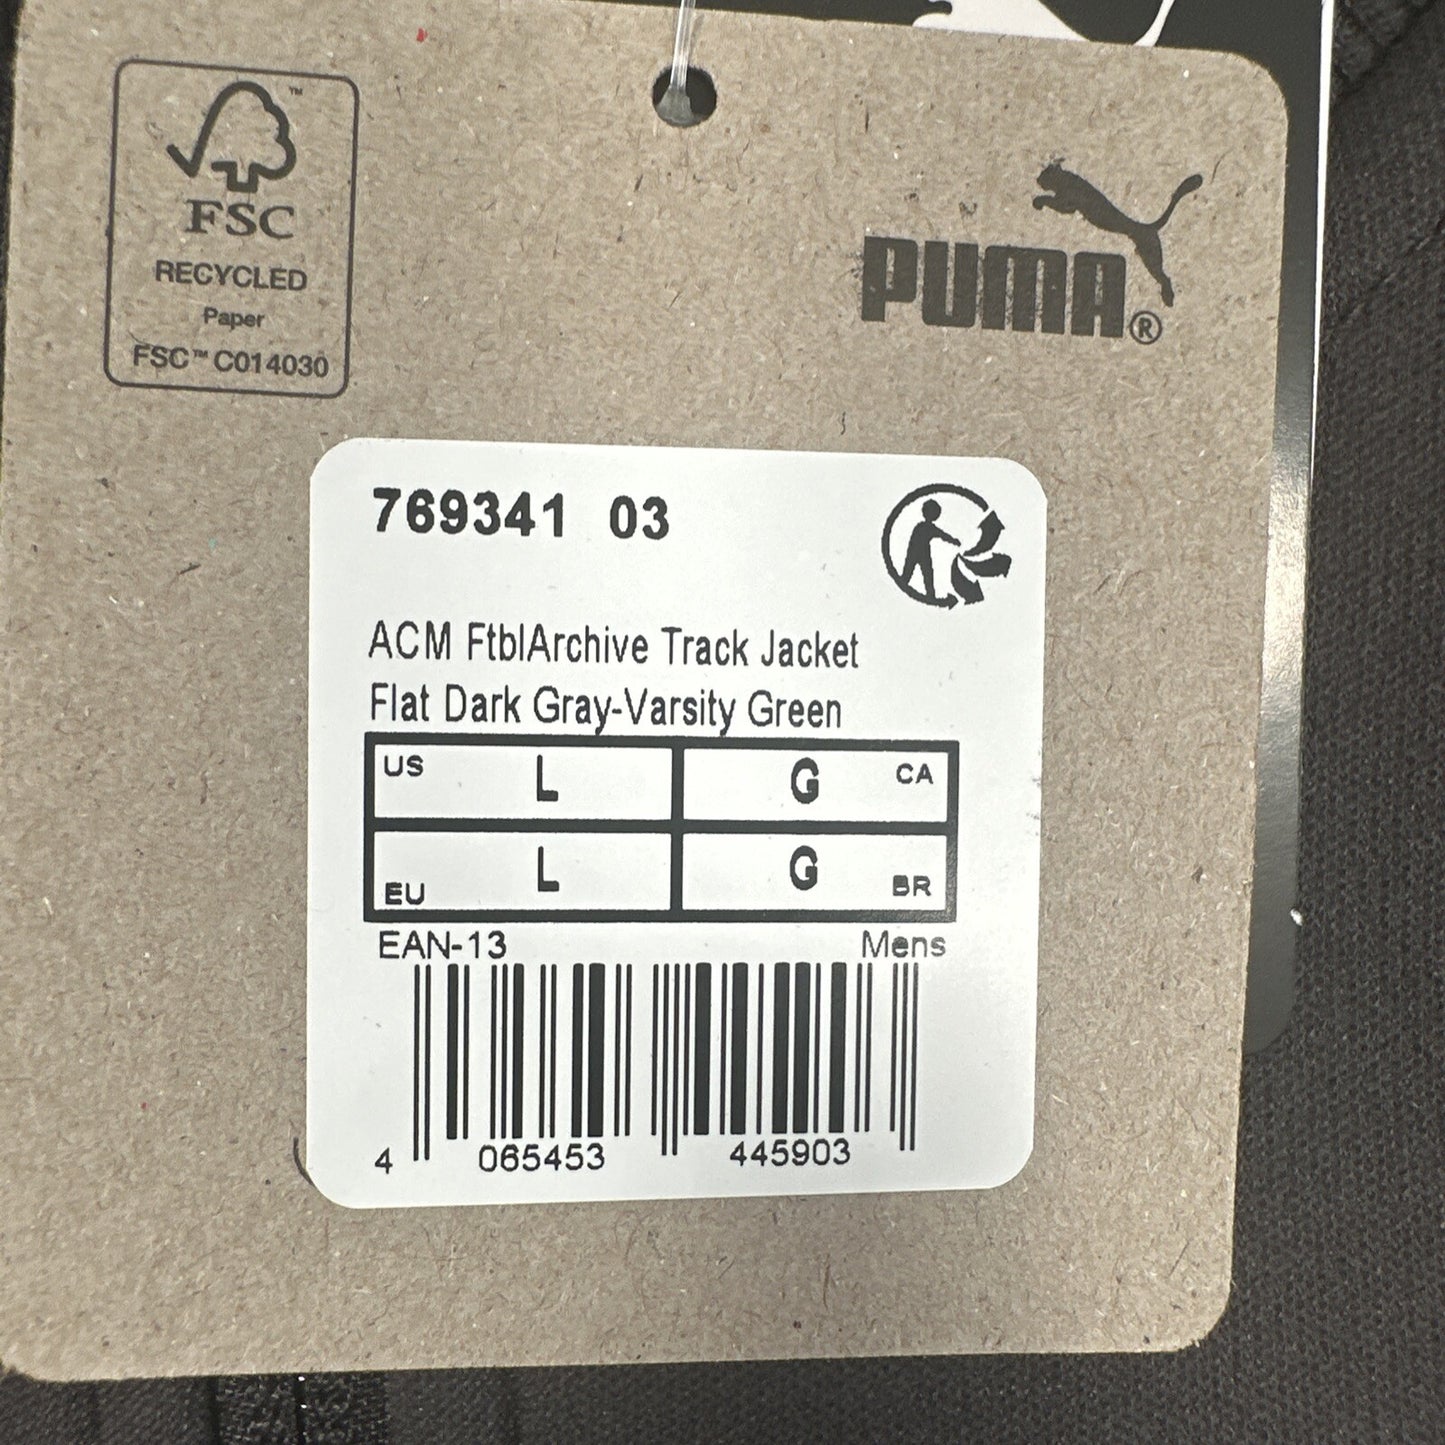 ™
FSC
RECYCLED
Paper
FSC™ C014030
PUMA®
769341 03
ACM FtblArchive Track Jacket
Flat Dark Gray-Varsity Green
US L G CA
EU L G BR
EAN-13 Mens
4 065453 445903